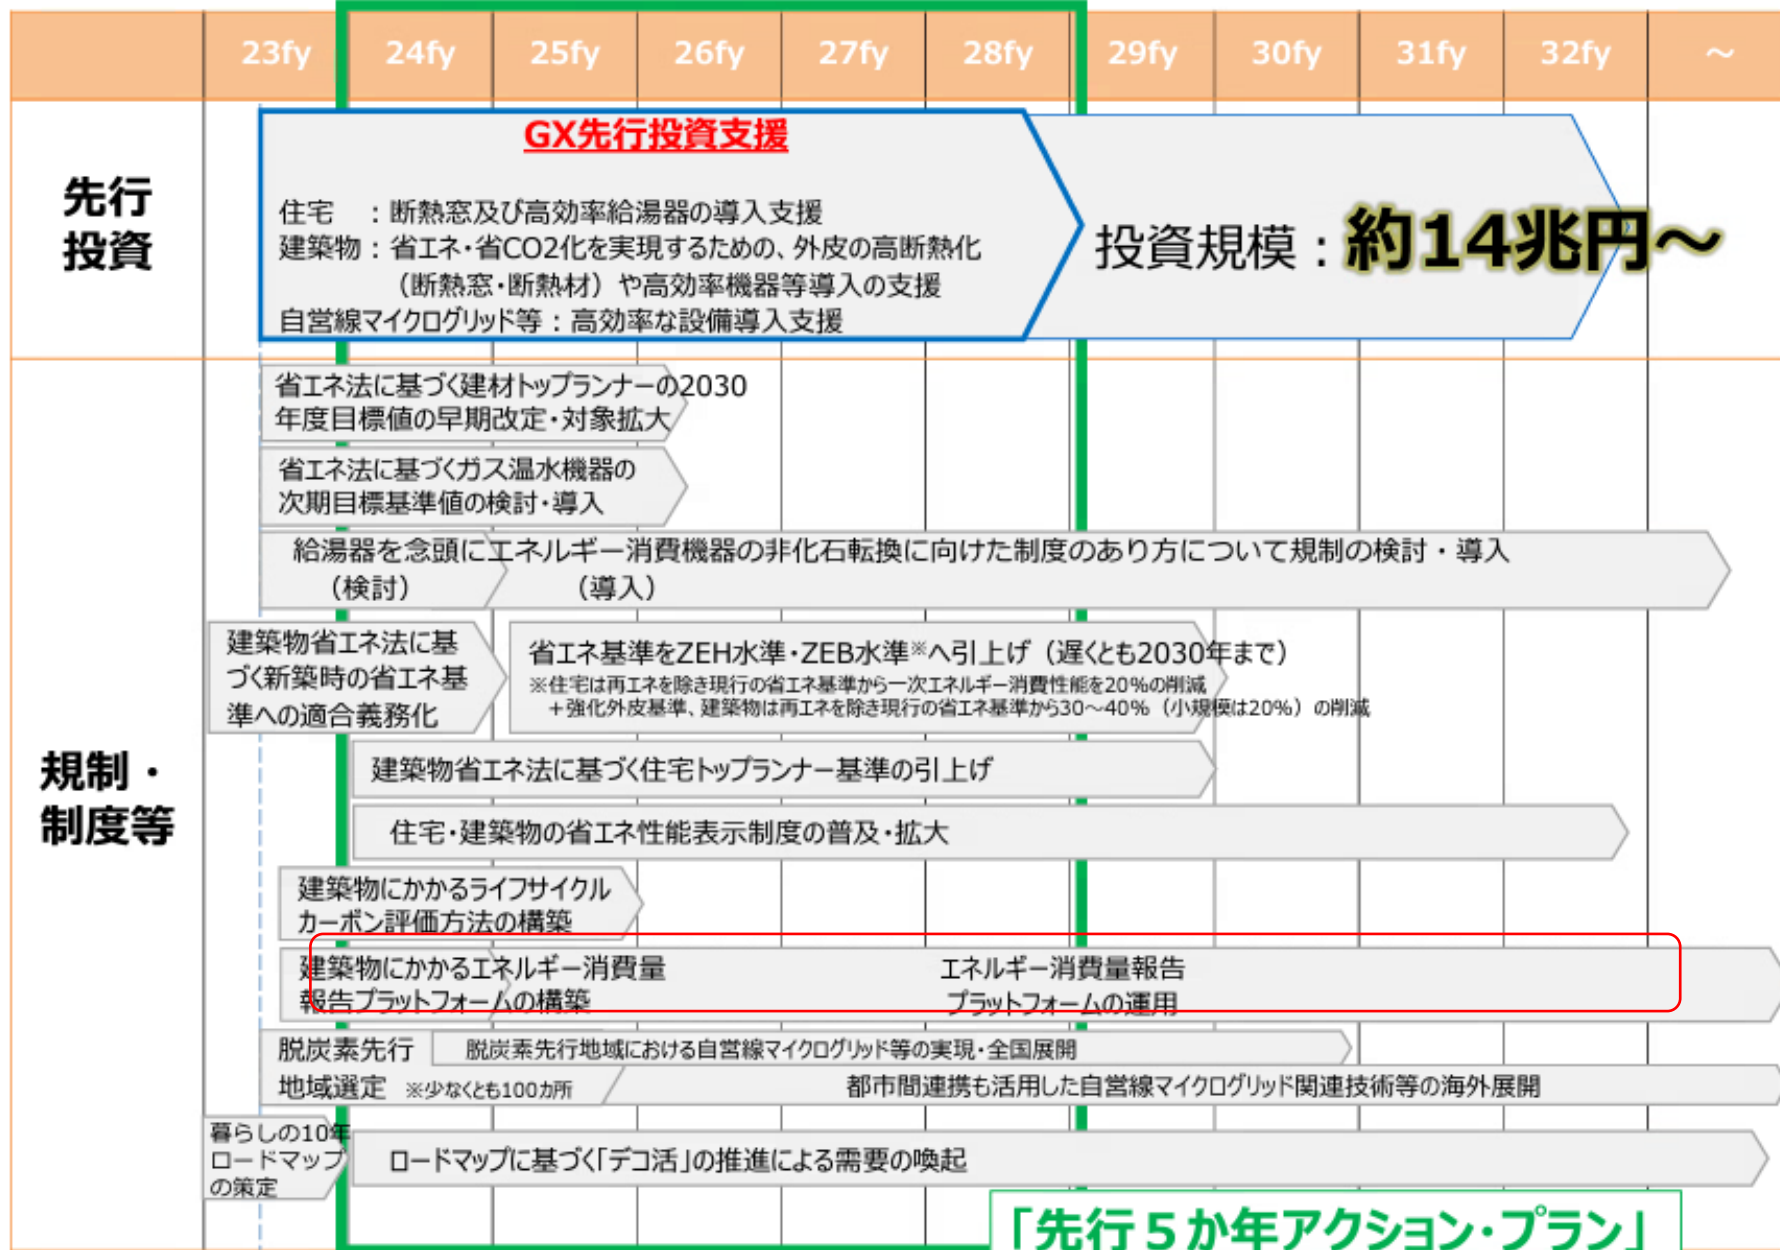 23fy 24fy 25fy 26fy 27fy 28fy 29fy 30fy 31fy 32fy ～
先行
投資
GX先行投資支援
住宅　：断熱窓及び高効率給湯器の導入支援
建築物：省エネ・省CO2化を実現するための、外皮の高断熱化
（断熱窓・断熱材）や高効率機器等導入の支援
自営線マイクログリッド等：高効率な設備導入支援
投資規模：約14兆円～
規制・
制度等
省エネ法に基づく建材トップランナーの2030
年度目標値の早期改定・対象拡大
省エネ法に基づくガス温水機器の
次期目標基準値の検討・導入
給湯器を念頭にエネルギー消費機器の非化石転換に向けた制度のあり方について規制の検討・導入
（検討）　（導入）
建築物省エネ法に基
づく新築時の省エネ基
準への適合義務化
省エネ基準をZEH水準・ZEB水準※へ引上げ（遅くとも2030年まで）
※住宅は再エネを除き現行の省エネ基準から一次エネルギー消費性能を20%の削減
＋強化外皮基準、建築物は再エネを除き現行の省エネ基準から30～40%（小規模は20%）の削減
建築物省エネ法に基づく住宅トップランナー基準の引上げ
住宅・建築物の省エネ性能表示制度の普及・拡大
建築物にかかるライフサイクル
カーボン評価方法の構築
建築物にかかるエネルギー消費量
報告プラットフォームの構築
エネルギー消費量報告
プラットフォームの運用
脱炭素先行
地域選定 ※少なくとも100カ所
脱炭素先行地域における自営線マイクログリッド等の実現・全国展開
都市間連携も活用した自営線マイクログリッド関連技術等の海外展開
暮らしの10年
ロードマップ
の策定
ロードマップに基づく「デコ活」の推進による需要の喚起
「先行５か年アクション・プラン」